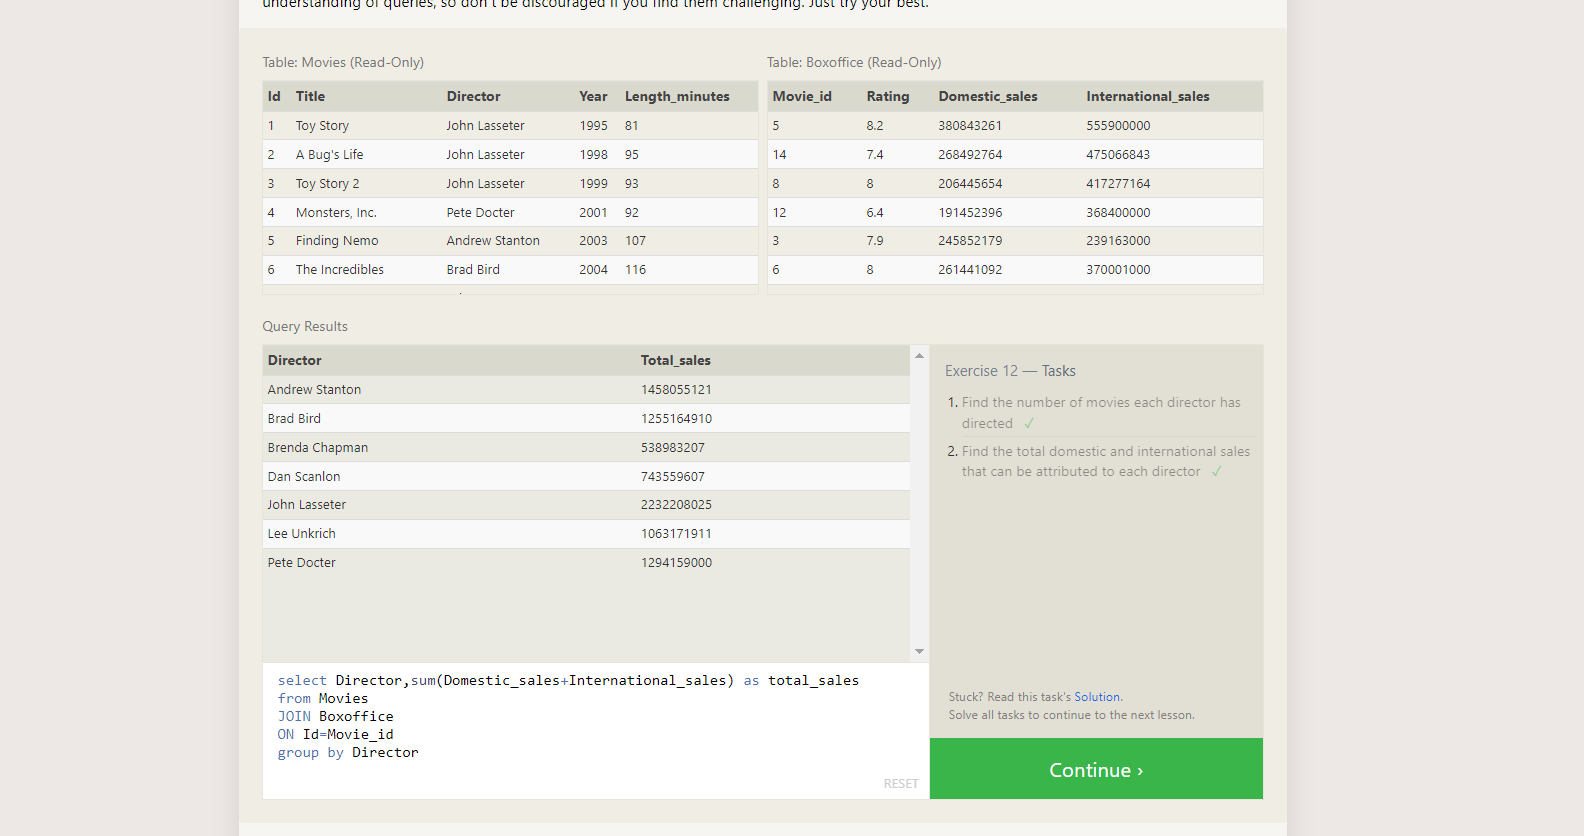 understanding of queries, so don't be discouraged if you find them challenging. Just try your best.
Table: Movies (Read-Only)
Id Title Director Year Length_minutes
1 Toy Story John Lasseter 1995 81
2 A Bug's Life John Lasseter 1998 95
3 Toy Story 2 John Lasseter 1999 93
4 Monsters, Inc. Pete Docter 2001 92
5 Finding Nemo Andrew Stanton 2003 107
6 The Incredibles Brad Bird 2004 116
Table: Boxoffice (Read-Only)
Movie_id Rating Domestic_sales International_sales
5 8.2 380843261 555900000
14 7.4 268492764 475066843
8 8 206445654 417277164
12 6.4 191452396 368400000
3 7.9 245852179 239163000
6 8 261441092 370001000
Query Results
Director Total_sales
Andrew Stanton 1458055121
Brad Bird 1255164910
Brenda Chapman 538983207
Dan Scanlon 743559607
John Lasseter 2232208025
Lee Unkrich 1063171911
Pete Docter 1294159000
select Director,sum(Domestic_sales+International_sales) as total_sales
from Movies
JOIN Boxoffice
ON Id=Movie_id
group by Director
RESET
Exercise 12 — Tasks
1. Find the number of movies each director has
directed ✓
2. Find the total domestic and international sales
that can be attributed to each director ✓
Stuck? Read this task's Solution.
Solve all tasks to continue to the next lesson.
Continue ›